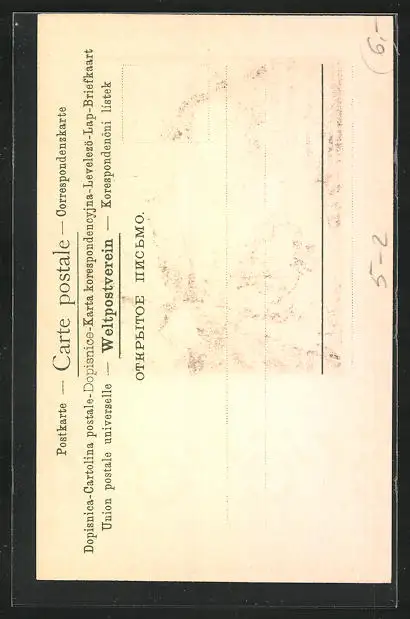 Postkarte — Carte postale — Correspondenzkarte
Dopisnica-Cartolina postale-Dopisnice-Karta korespondencyjna-Levelező-Lap-Briefkaart
Union postale universelle — Weltpostverein — Korespondenční lístek
ОТКРЫТОЕ ПИСЬМО.
5-2
(6,-